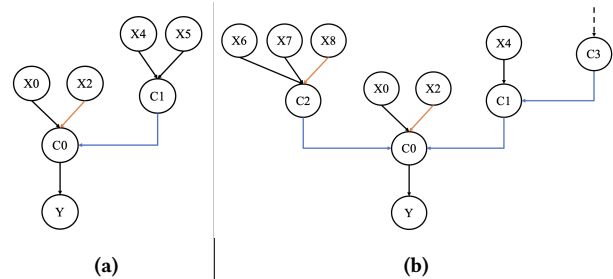 X4 X5
X0 X2 C1
C0
Y
(a)
X6 X7 X8 X4 C3
X0 X2
C2 C1
C0
Y
(b)